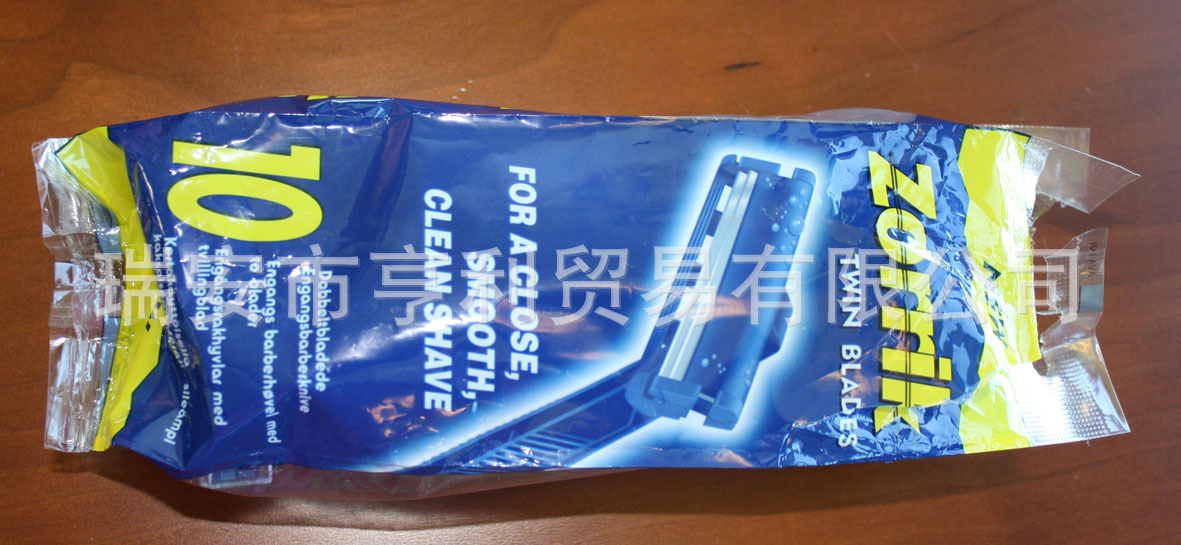 Zorrik
TWIN BLADES
FOR A CLOSE,
SMOOTH,
CLEAN SHAVE
10
Dobbeltbladede
Engangsbarberknive
Engangs barberhøvel med
to blader
Engangsrakhyvlar med
tvillingblad
瑞安市亨利贸易有限公司